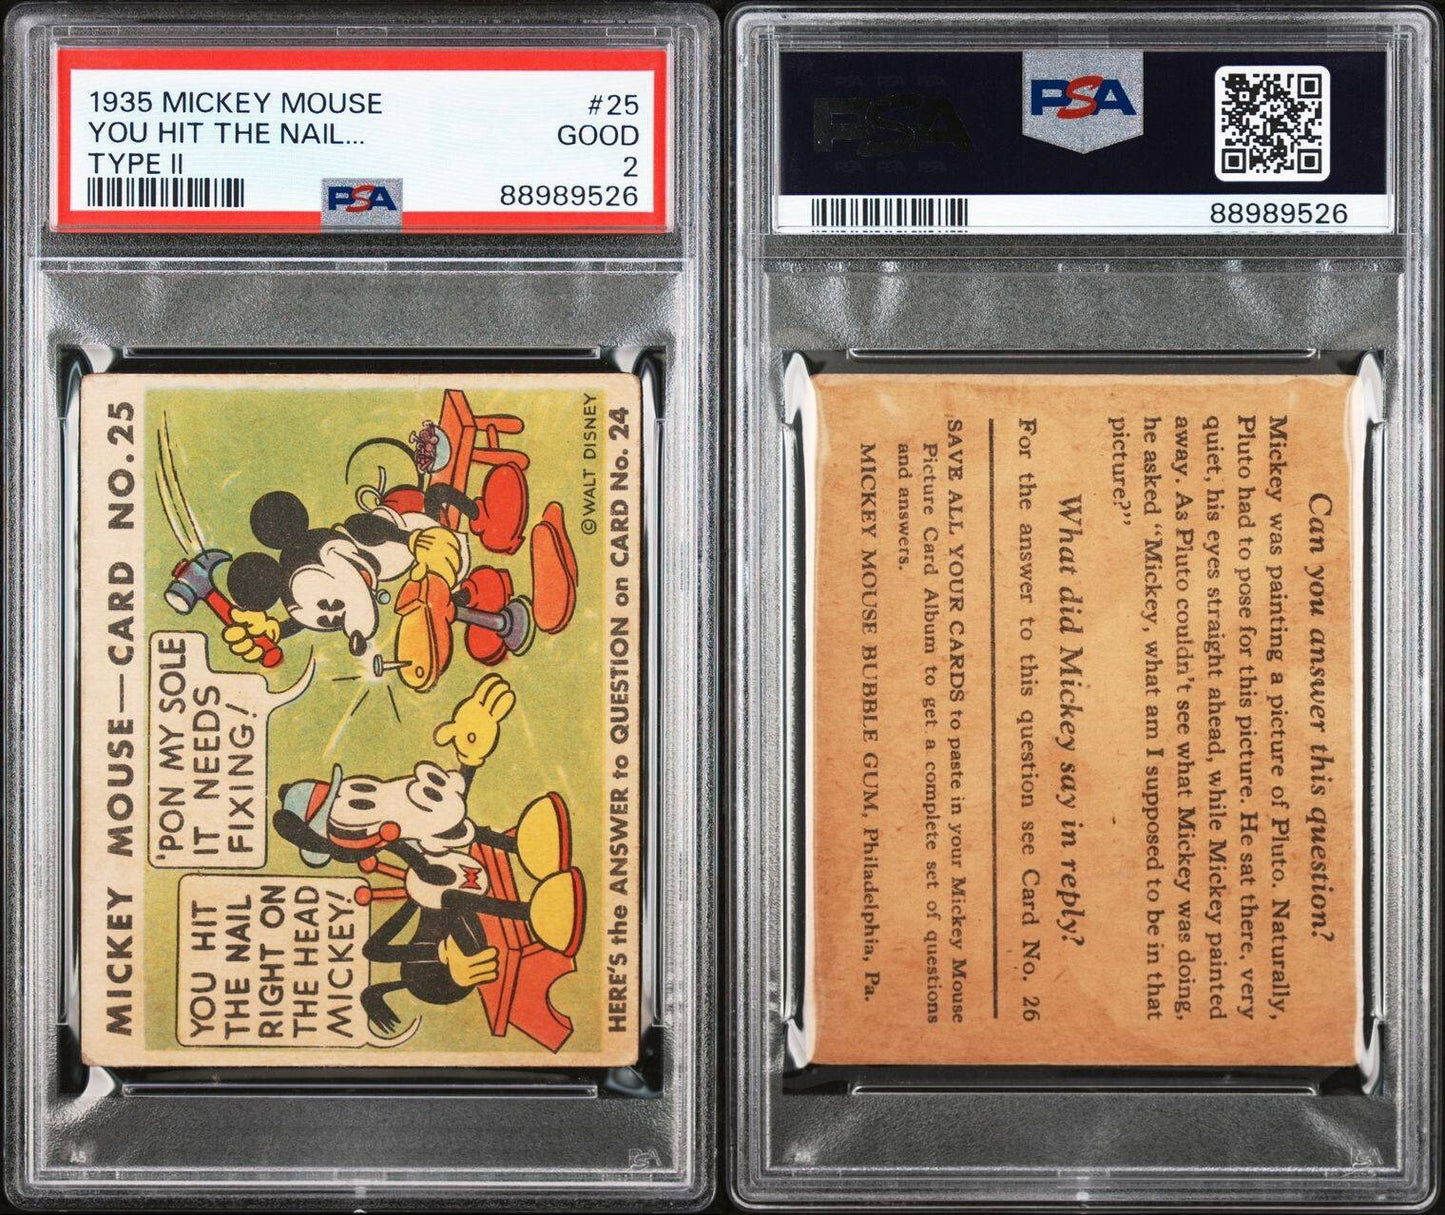 1935 MICKEY MOUSE #25
YOU HIT THE NAIL... GOOD
TYPE II 2
PSA 88989526
MICKEY MOUSE—CARD NO. 25
YOU HIT
THE NAIL
RIGHT ON
THE HEAD
MICKEY!
'PON MY SOLE
IT NEEDS
FIXING!
© WALT DISNEY
HERE'S the ANSWER to QUESTION on CARD No. 24
PSA
PSA PSA PSA
PSA
88989526
Can you answer this question?
Mickey was painting a picture of Pluto. Naturally,
Pluto had to pose for this picture. He sat there, very
quiet, his eyes straight ahead, while Mickey painted
away. As Pluto couldn't see what Mickey was doing,
he asked "Mickey, what am I supposed to be in that
picture?"
What did Mickey say in reply?
For the answer to this question see Card No. 26
SAVE ALL YOUR CARDS to paste in your Mickey Mouse
Picture Card Album to get a complete set of questions
and answers.
MICKEY MOUSE BUBBLE GUM, Philadelphia, Pa.